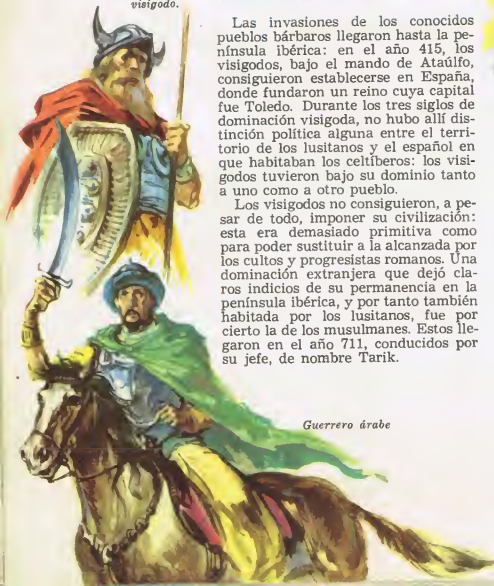 visigodo.
Las invasiones de los conocidos
pueblos bárbaros llegaron hasta la pe-
nínsula ibérica: en el año 415, los
visigodos, bajo el mando de Ataúlfo,
consiguieron establecerse en España,
donde fundaron un reino cuya capital
fue Toledo. Durante los tres siglos de
dominación visigoda, no hubo allí dis-
tinción política alguna entre el terri-
torio de los lusitanos y el español en
que habitaban los celtíberos: los visi-
godos tuvieron bajo su dominio tanto
a uno como a otro pueblo.
Los visigodos no consiguieron, a pe-
sar de todo, imponer su civilización:
esta era demasiado primitiva como
para poder sustituir a la alcanzada por
los cultos y progresistas romanos. Una
dominación extranjera que dejó cla-
ros indicios de su permanencia en la
península ibérica, y por tanto también
habitada por los lusitanos, fue por
cierto la de los musulmanes. Estos lle-
garon en el año 711, conducidos por
su jefe, de nombre Tarik.
Guerrero árabe